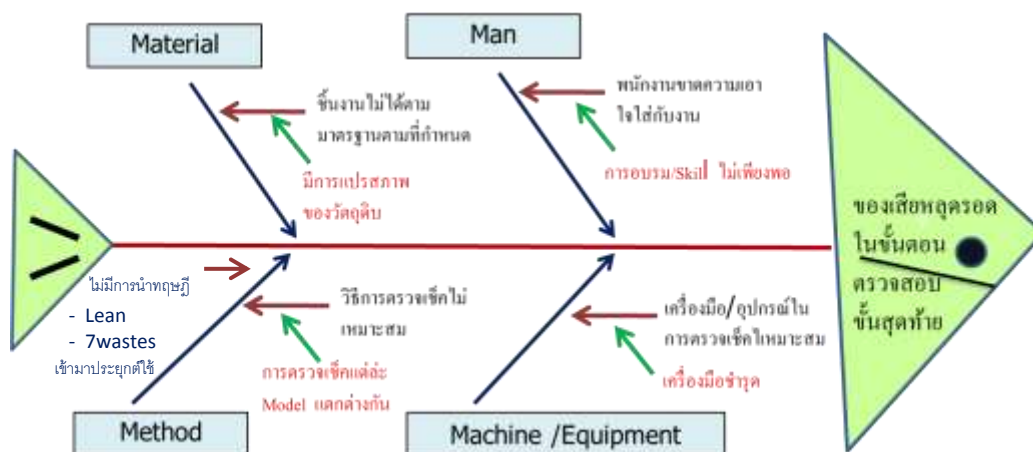 Material
Man
ชิ้นงานไม่ได้ตาม
มาตรฐานตามที่กำหนด
มีการแปรสภาพ
ของวัตถุดิบ
พนักงานขาดความเอา
ใจใส่กับงาน
การอบรม/Skill ไม่เพียงพอ
ของเสียหลุดรอด
ในขั้นตอน
ตรวจสอบ
ขั้นสุดท้าย
ไม่มีการนำทฤษฎี
- Lean
- 7wastes
เข้ามาประยุกต์ใช้
วิธีการตรวจเช็คไม่
เหมาะสม
การตรวจเช็คแต่ล่ะ
Model แตกต่างกัน
เครื่องมือ/อุปกรณ์ใน
การตรวจเช็คไเหมาะสม
เครื่องมือชำรุด
Method
Machine /Equipment